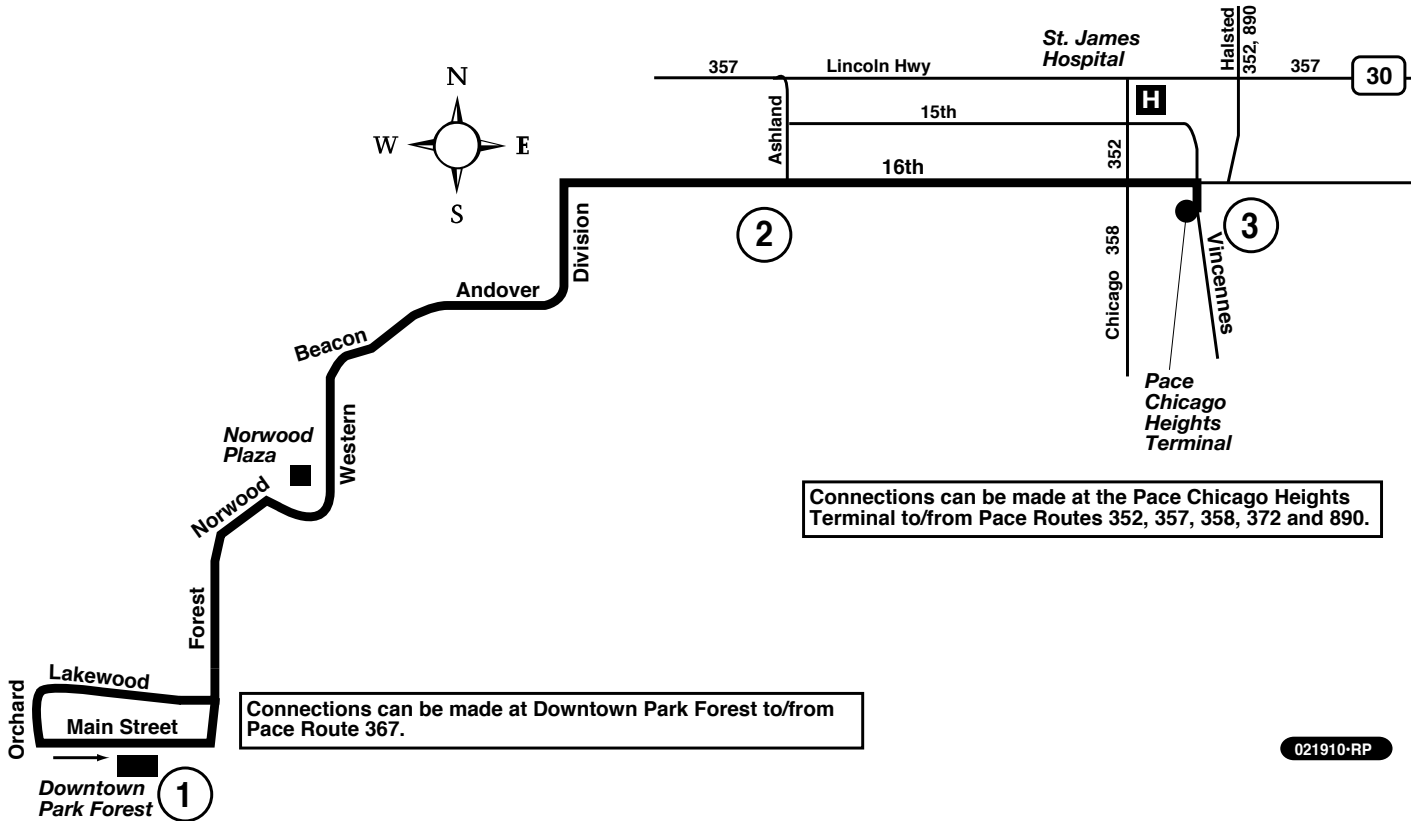 St. James
Hospital
Halsted
352, 890
357
Lincoln Hwy
357
30
N
H
15th
W
E
Ashland
352
16th
S
2
3
Division
358
Vincennes
Andover
Chicago
Beacon
Pace
Chicago
Heights
Terminal
Western
Norwood
Plaza
Norwood
Connections can be made at the Pace Chicago Heights
Terminal to/from Pace Routes 352, 357, 358, 372 and 890.
Forest
Lakewood
Orchard
Main Street
Connections can be made at Downtown Park Forest to/from
Pace Route 367.
021910•RP
Downtown
Park Forest
1